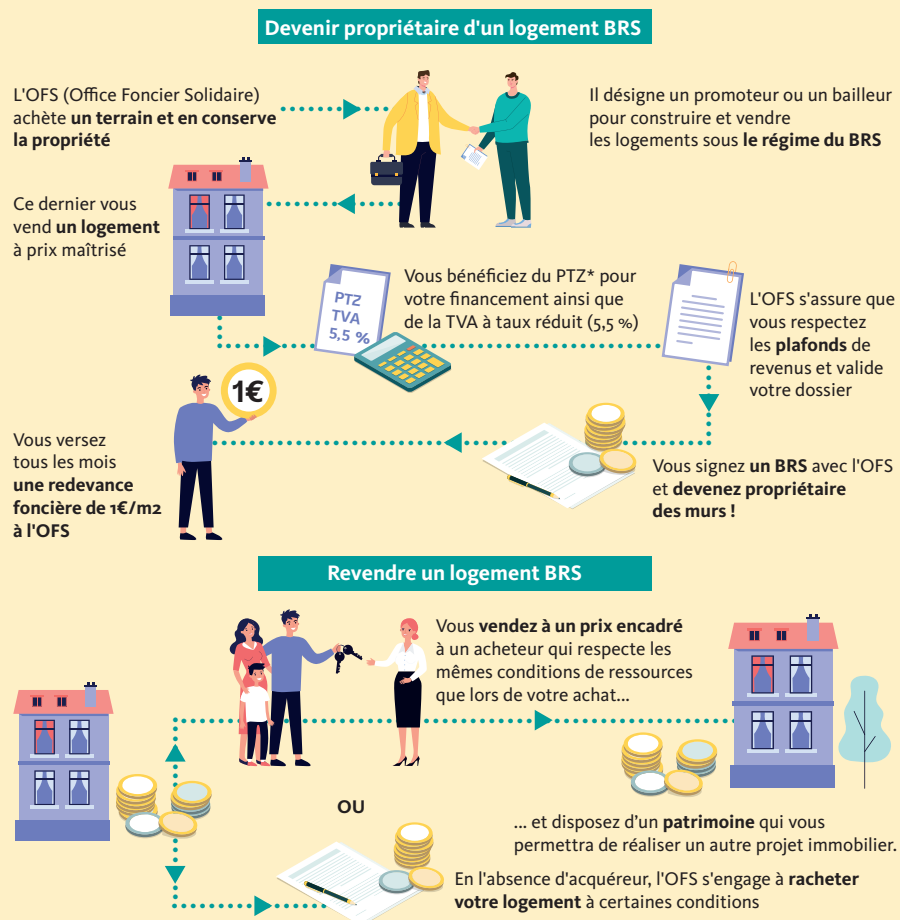 Devenir propriétaire d'un logement BRS
L'OFS (Office Foncier Solidaire)
achète un terrain et en conserve
la propriété
Il désigne un promoteur ou un bailleur
pour construire et vendre
les logements sous le régime du BRS
Ce dernier vous
vend un logement
à prix maîtrisé
PTZ
TVA
5,5 %
Vous bénéficiez du PTZ* pour
votre financement ainsi que
de la TVA à taux réduit (5,5 %)
L'OFS s'assure que
vous respectez
les plafonds de
revenus et valide
votre dossier
Vous signez un BRS avec l'OFS
et devenez propriétaire
des murs !
1€
Vous versez
tous les mois
une redevance
foncière de 1€/m2
à l'OFS
Revendre un logement BRS
Vous vendez à un prix encadré
à un acheteur qui respecte les
mêmes conditions de ressources
que lors de votre achat...
... et disposez d'un patrimoine qui vous
permettra de réaliser un autre projet immobilier.
OU
En l'absence d'acquéreur, l'OFS s'engage à racheter
votre logement à certaines conditions